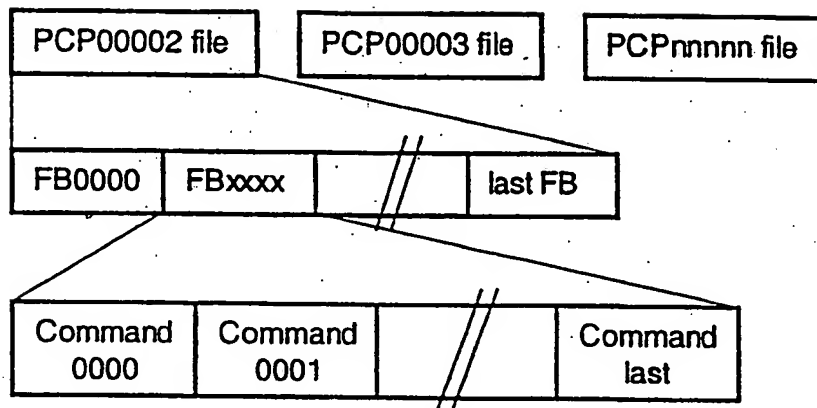 PCP00002 file
PCP00003 file
PCPnnnnn file
FB0000
FBxxxx
last FB
Command
0000
Command
0001
Command
last